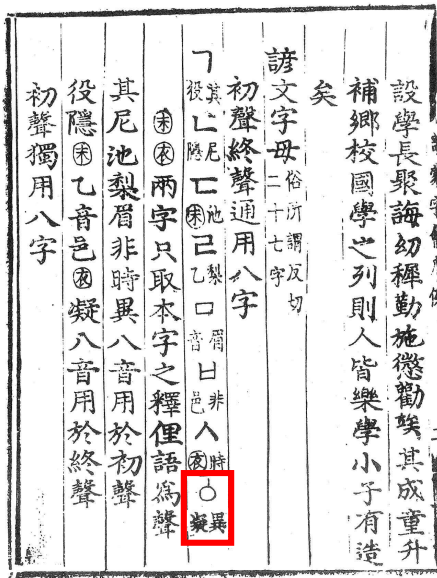 設學長聚誨幼穉勤施懲勸竢其成童升
補鄕校國學之列則人皆樂學小子有造
矣
諺文字母俗所謂反切二十七字
初聲終聲通用八字
ㄱ其役ㄴ尼隱ㄷ池末ㄹ梨乙ㅁ眉音ㅂ非邑ㅅ時衣ㆁ異凝
末衣兩字只取本字之釋俚語爲聲
其尼池梨眉非時異八音用於初聲
役隱末乙音邑衣凝八音用於終聲
初聲獨用八字